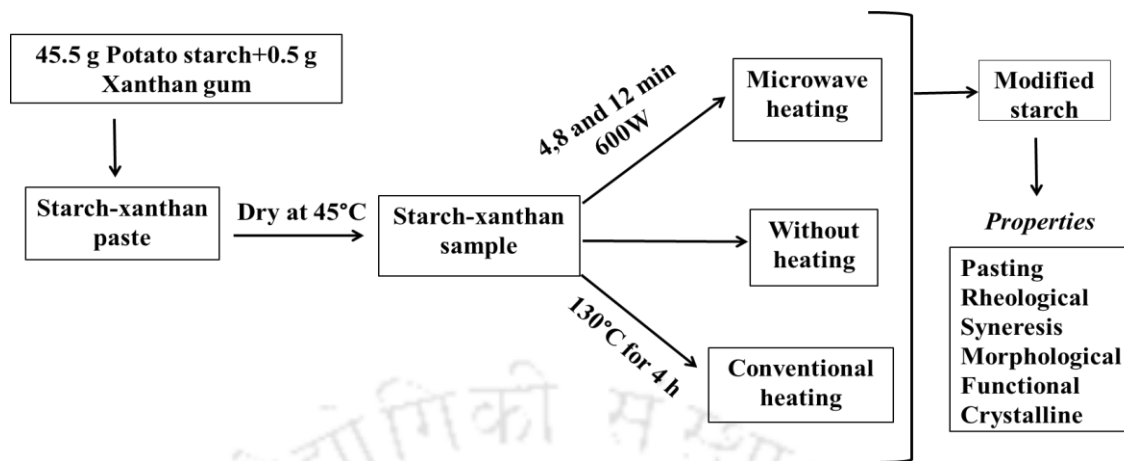 45.5 g Potato starch+0.5 g
Xanthan gum
Starch-xanthan
paste
Dry at 45°C
Starch-xanthan
sample
4,8 and 12 min
600W
130°C for 4 h
Microwave
heating
Without
heating
Conventional
heating
Modified
starch
Properties
Pasting
Rheological
Syneresis
Morphological
Functional
Crystalline